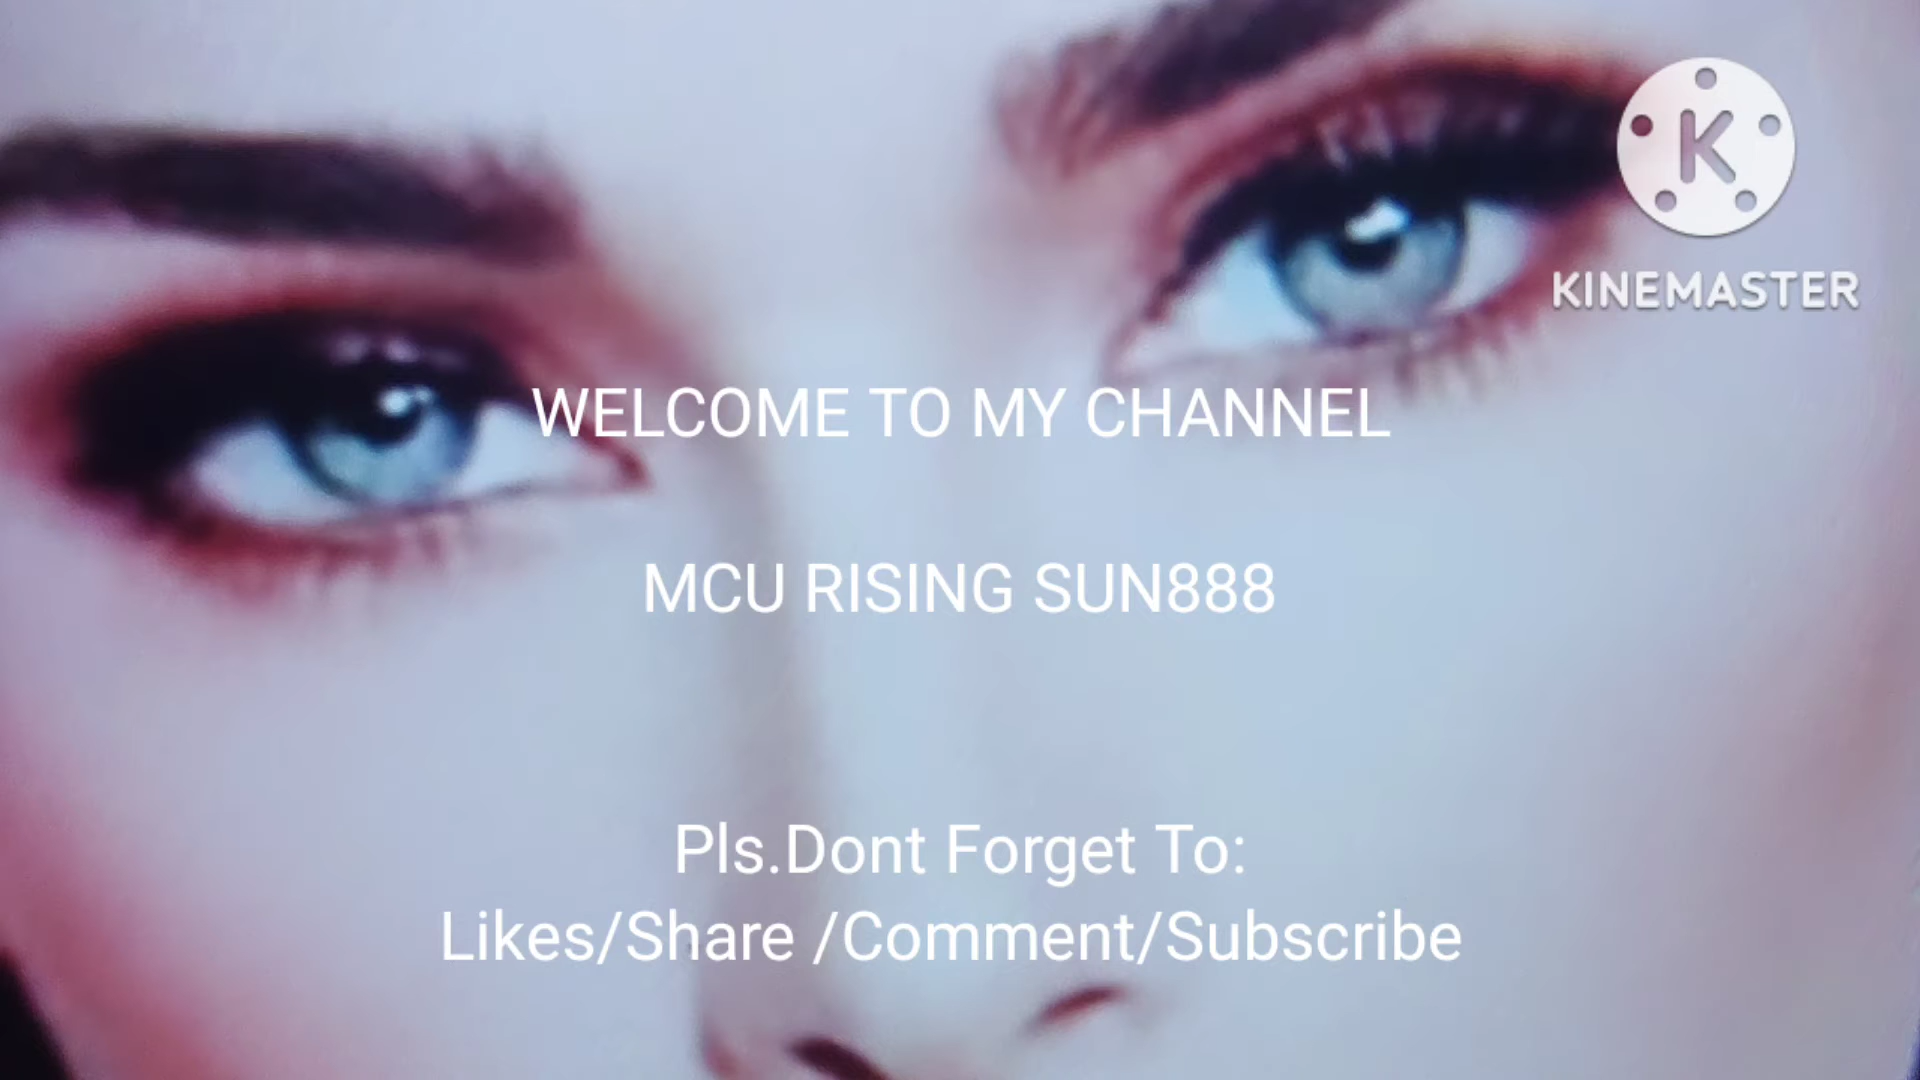 K
KINEMASTER
WELCOME TO MY CHANNEL
MCU RISING SUN888
Pls.Dont Forget To:
Likes/Share /Comment/Subscribe